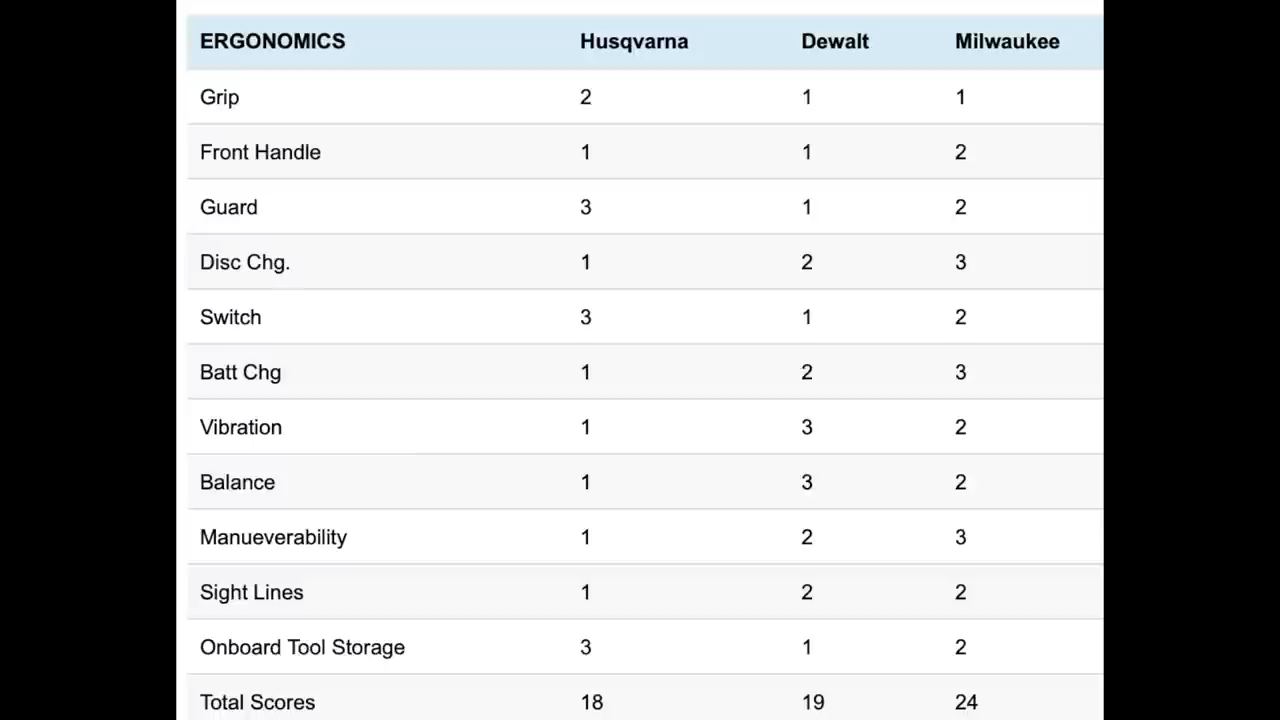 ERGONOMICS Husqvarna Dewalt Milwaukee
Grip 2 1 1
Front Handle 1 1 2
Guard 3 1 2
Disc Chg. 1 2 3
Switch 3 1 2
Batt Chg 1 2 3
Vibration 1 3 2
Balance 1 3 2
Manueverability 1 2 3
Sight Lines 1 2 2
Onboard Tool Storage 3 1 2
Total Scores 18 19 24